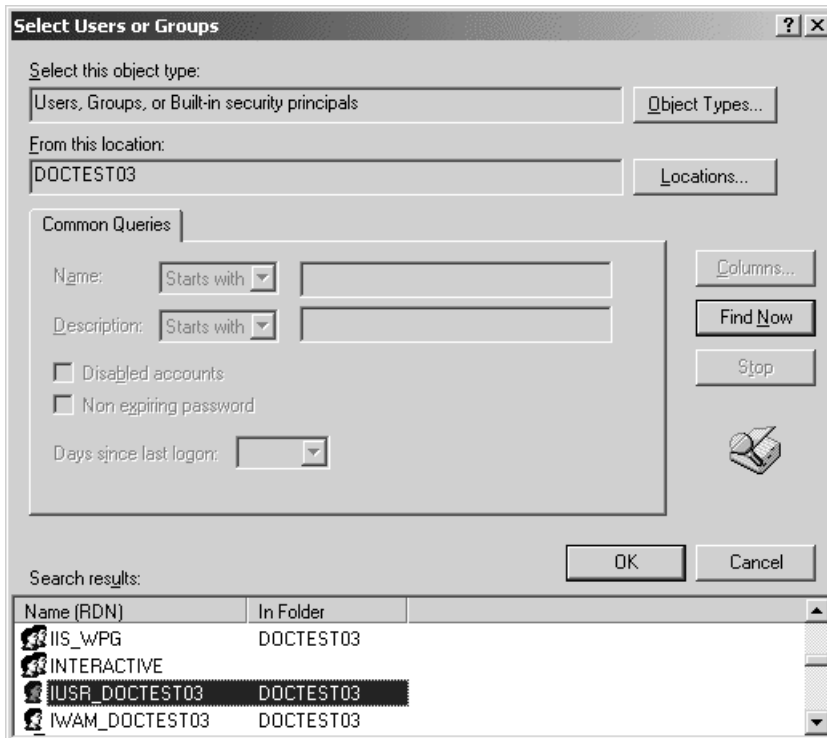 Select Users or Groups
Select this object type:
Users, Groups, or Built-in security principals
Object Types...
From this location:
DOCTEST03
Locations...
Common Queries
Name:
Starts with
Columns...
Description:
Starts with
Find Now
Disabled accounts
Stop
Non expiring password
Days since last logon:
OK
Cancel
Search results:
Name (RDN) In Folder
IIS_WPG DOCTEST03
INTERACTIVE
IUSR_DOCTEST03 DOCTEST03
IWAM_DOCTEST03 DOCTEST03